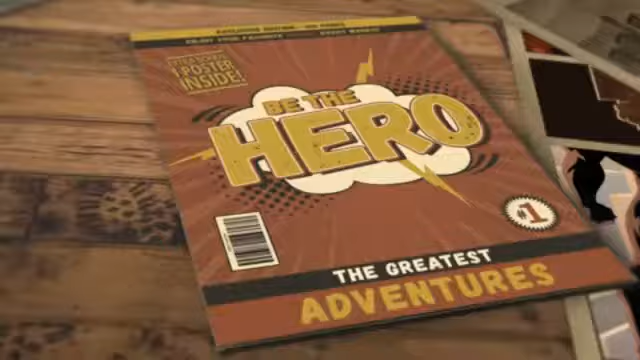 1 POSTER
INSIDE!
BE THE
HERO
#1
THE GREATEST
ADVENTURES